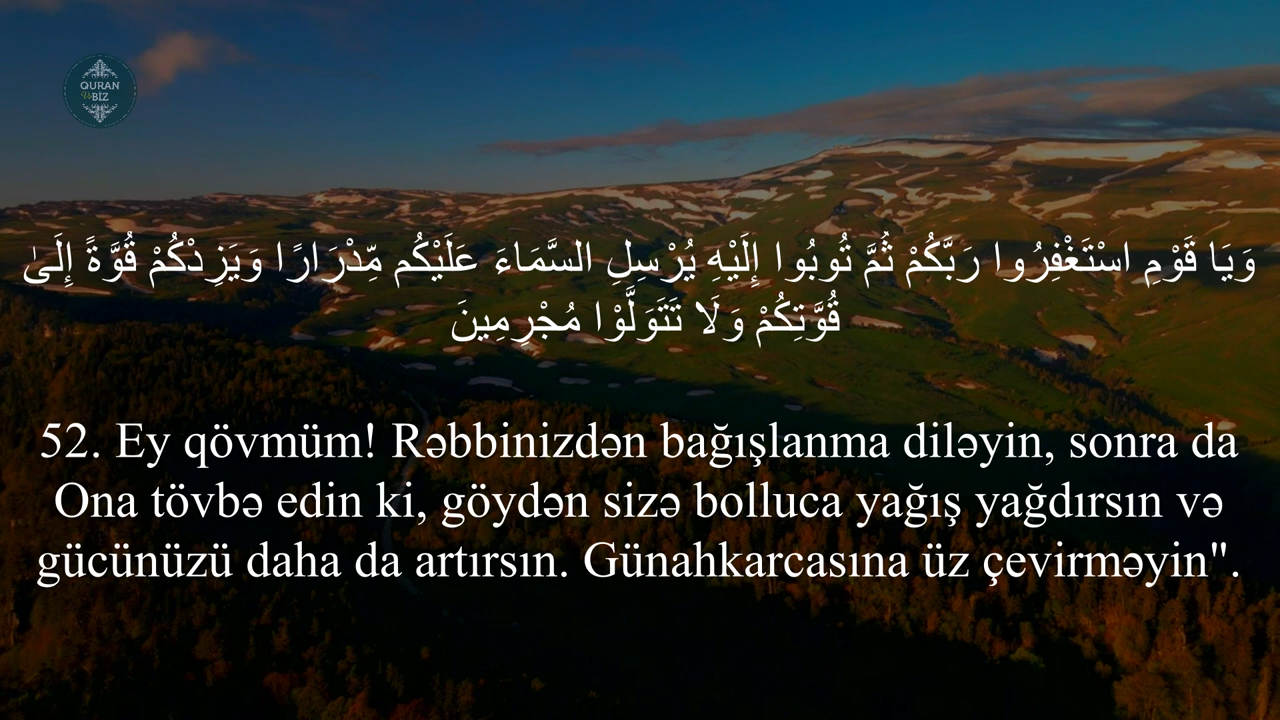 QURAN
Və
BİZ
وَيَا قَوْمِ اسْتَغْفِرُوا رَبَّكُمْ ثُمَّ تُوبُوا إِلَيْهِ يُرْسِلِ السَّمَاءَ عَلَيْكُم مِّدْرَارًا وَيَزِدْكُمْ قُوَّةً إِلَىٰ
قُوَّتِكُمْ وَلَا تَتَوَلَّوْا مُجْرِمِينَ
52. Ey qövmüm! Rəbbinizdən bağışlanma diləyin, sonra da
Ona tövbə edin ki, göydən sizə bolluca yağış yağdırsın və
gücünüzü daha da artırsın. Günahkarcasına üz çevirməyin".